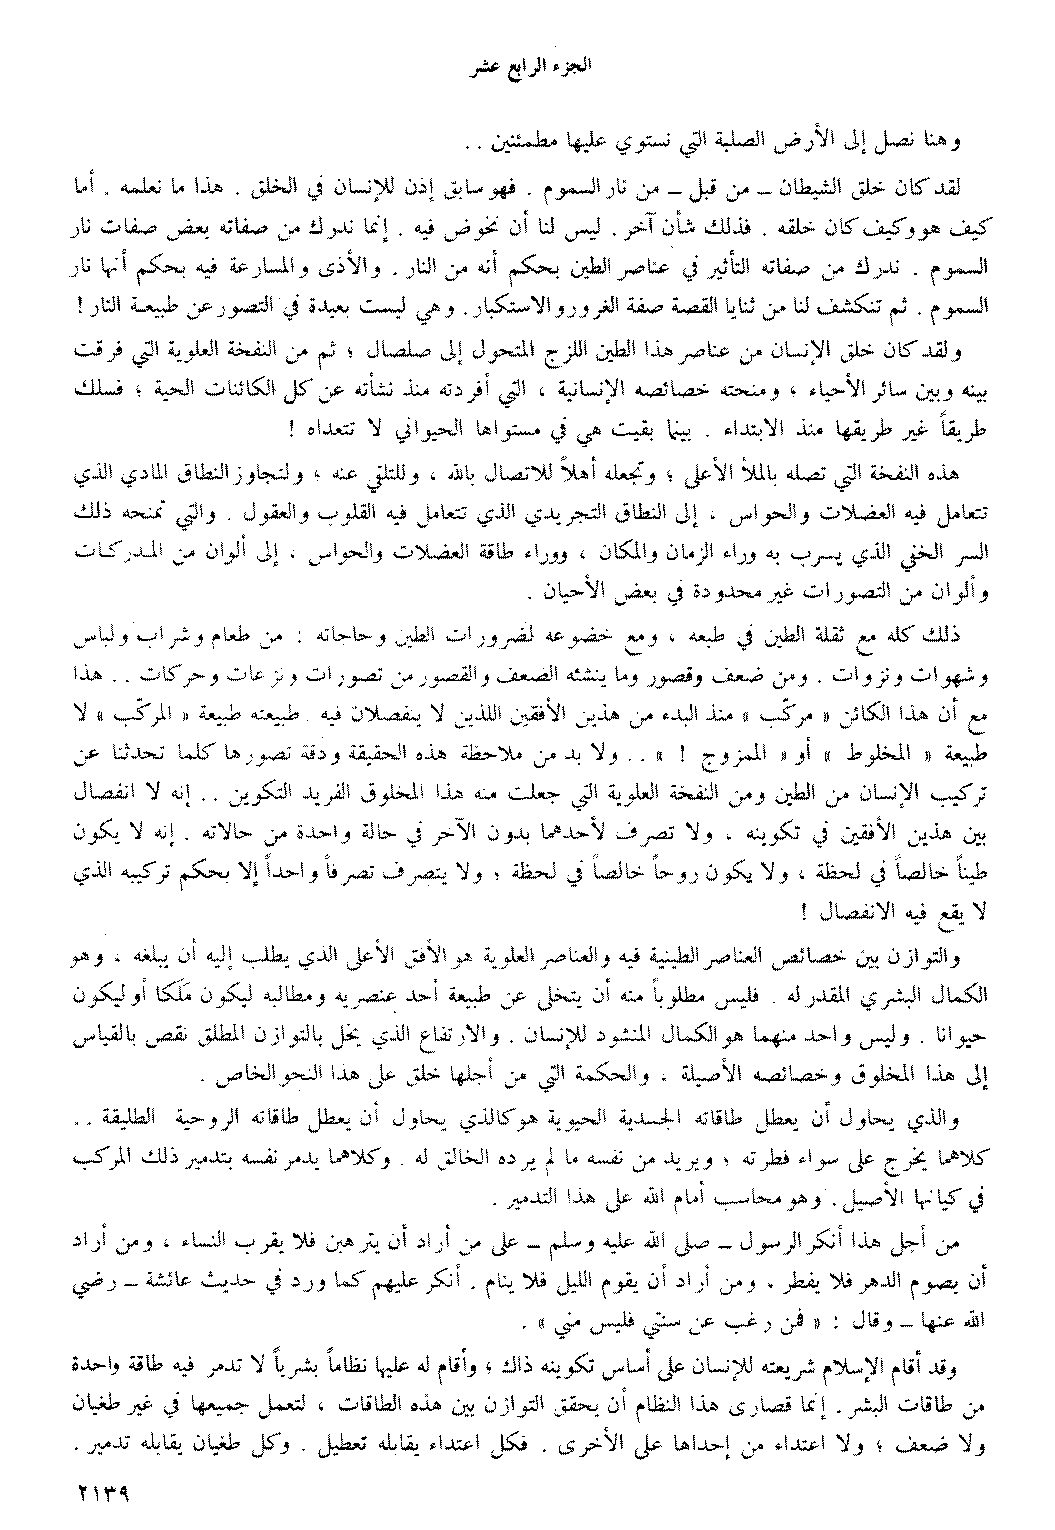 الجزء الرابع عشر
وهنا نصل إلى الأرض الصلبة التي نستوي عليها مطمئنين . .
لقد كان خلق الشيطان – من قبل – من نار السموم . فهو سابق إذن للإنسان في الخلق . هذا ما نعلمه . أما
كيف هو وكيف كان خلقه . فذلك شأن آخر . ليس لنا أن نخوض فيه . إنما ندرك من صفاته بعض صفات نار
السموم . ندرك من صفاته التأثير في عناصر الطين بحكم أنه من النار . والأذى والمسارعة فيه بحكم أنها نار
السموم . ثم تنكشف لنا من ثنايا القصة صفة الغرور والاستكبار . وهي ليست بعيدة في التصور عن طبيعة النار !
ولقد كان خلق الإنسان من عناصر هذا الطين اللزج المتحول إلى صلصال ؛ ثم من النفخة العلوية التي فرقت
بينه وبين سائر الأحياء ؛ ومنحته خصائصه الإنسانية ، التي أفردته منذ نشأته عن كل الكائنات الحية ؛ فسلك
طريقاً غير طريقها منذ الابتداء . بينما بقيت هي في مستواها الحيواني لا تتعداه !
هذه النفخة التي تصله بالملأ الأعلى ؛ وتجعله أهلاً للاتصال بالله ، وللتلقي عنه ؛ ولتجاوز النطاق المادي الذي
تتعامل فيه العضلات والحواس ، إلى النطاق التجريدي الذي تتعامل فيه القلوب والعقول . والتي تمنحه ذلك
السر الخفي الذي يسرب به وراء الزمان والمكان ، ووراء طاقة العضلات والحواس ، إلى ألوان من المدركات
وألوان من التصورات غير محدودة في بعض الأحيان .
ذلك كله مع ثقلة الطين في طبعه ، ومع خضوعه لضرورات الطين وحاجاته : من طعام وشراب ولباس
وشهوات ونزوات . ومن ضعف وقصور وما ينشئه الضعف والقصور من تصورات ونزعات وحركات . . هذا
مع أن هذا الكائن « مركّب » منذ البدء من هذين الأفقين اللذين لا ينفصلان فيه . طبيعته طبيعة « المركب » لا
طبيعة « المخلوط » أو « الممزوج ! » . . ولا بد من ملاحظة هذه الحقيقة ودقة تصورها كلما تحدثنا عن
تركيب الإنسان من الطين ومن النفخة العلوية التي جعلت منه هذا المخلوق الفريد التكوين . . إنه لا انفصال
بين هذين الأفقين في تكوينه ، ولا تصرف لأحدهما بدون الآخر في حالة واحدة من حالاته . إنه لا يكون
طيناً خالصاً في لحظة ، ولا يكون روحاً خالصاً في لحظة ؛ ولا يتصرف تصرفاً واحداً إلا بحكم تركيبه الذي
لا يقع فيه الانفصال !
والتوازن بين خصائص العناصر الطينية فيه والعناصر العلوية هو الأفق الأعلى الذي يطلب إليه أن يبلغه ، وهو
الكمال البشري المقدر له . فليس مطلوباً منه أن يتخلى عن طبيعة أحد عنصريه ومطالبه ليكون مَلَكا أو ليكون
حيوانا . وليس واحد منهما هو الكمال المنشود للإنسان . والارتفاع الذي يخل بالتوازن المطلق نقص بالقياس
إلى هذا المخلوق وخصائصه الأصيلة ، والحكمة التي من أجلها خلق على هذا النحو الخاص .
والذي يحاول أن يعطل طاقاته الجسدية الحيوية هو كالذي يحاول أن يعطل طاقاته الروحية الطليقة . .
كلاهما يخرج على سواء فطرته ؛ ويريد من نفسه ما لم يرده الخالق له . وكلاهما يدمر نفسه بتدمير ذلك المركب
في كيانها الأصيل . وهو محاسب أمام الله على هذا التدمير .
من أجل هذا أنكر الرسول – صلى الله عليه وسلم – على من أراد أن يترهبن فلا يقرب النساء ، ومن أراد
أن يصوم الدهر فلا يفطر ، ومن أراد أن يقوم الليل فلا ينام . أنكر عليهم كما ورد في حديث عائشة – رضي
الله عنها – وقال : « فمن رغب عن سنتي فليس مني » .
وقد أقام الإسلام شريعته للإنسان على أساس تكوينه ذاك ؛ وأقام له عليها نظاماً بشرياً لا تدمر فيه طاقة واحدة
من طاقات البشر . إنما قصارى هذا النظام أن يحقق التوازن بين هذه الطاقات ، لتعمل جميعها في غير طغيان
ولا ضعف ؛ ولا اعتداء من إحداها على الأخرى . فكل اعتداء يقابله تعطيل . وكل طغيان يقابله تدمير .
٢١٣٩